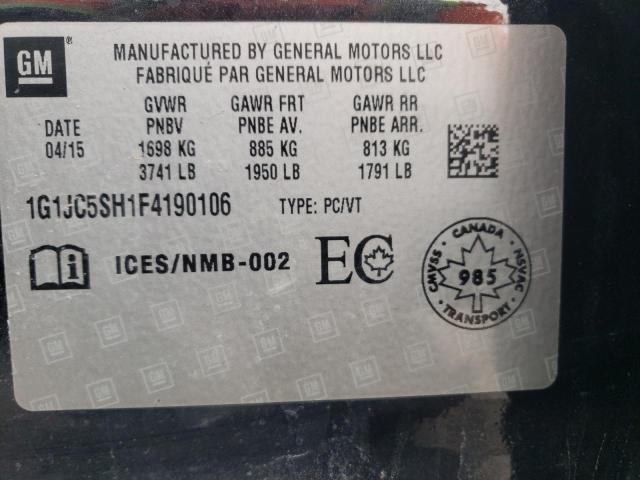 GM
MANUFACTURED BY GENERAL MOTORS LLC
FABRIQUÉ PAR GENERAL MOTORS LLC
GVWR GAWR FRT GAWR RR
DATE PNBV PNBE AV. PNBE ARR.
04/15 1698 KG 885 KG 813 KG
3741 LB 1950 LB 1791 LB
1G1JC5SH1F4190106 TYPE: PC/VT
ICES/NMB-002 EC
CANADA
CMVSS 985 NSVAC
TRANSPORT